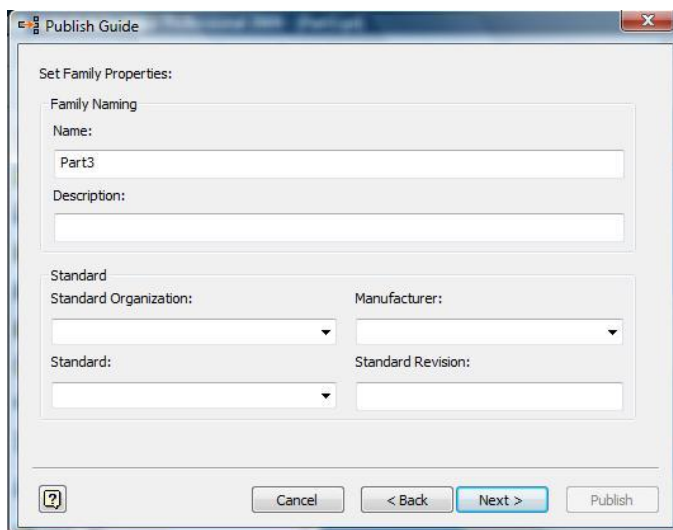 Publish Guide
Set Family Properties:
Family Naming
Name:
Part3
Description:
Standard
Standard Organization:
Manufacturer:
Standard:
Standard Revision:
Cancel
< Back
Next >
Publish